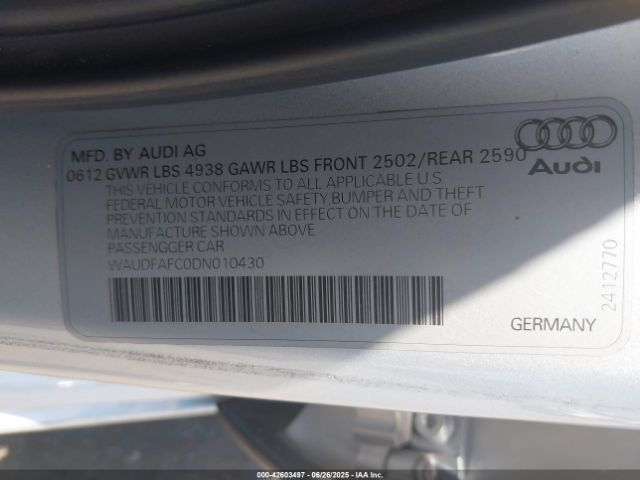 MFD. BY AUDI AG
0612 GVWR LBS 4938 GAWR LBS FRONT 2502/REAR 2590
THIS VEHICLE CONFORMS TO ALL APPLICABLE U S
FEDERAL MOTOR VEHICLE SAFETY,BUMPER AND THEFT
PREVENTION STANDARDS IN EFFECT ON THE DATE OF
MANUFACTURE SHOWN ABOVE
PASSENGGER CAR
WAUDFAFC0DN010430
Audi
2412770
GERMANY
000-42603497 - 06/26/2025 - IAA Inc.